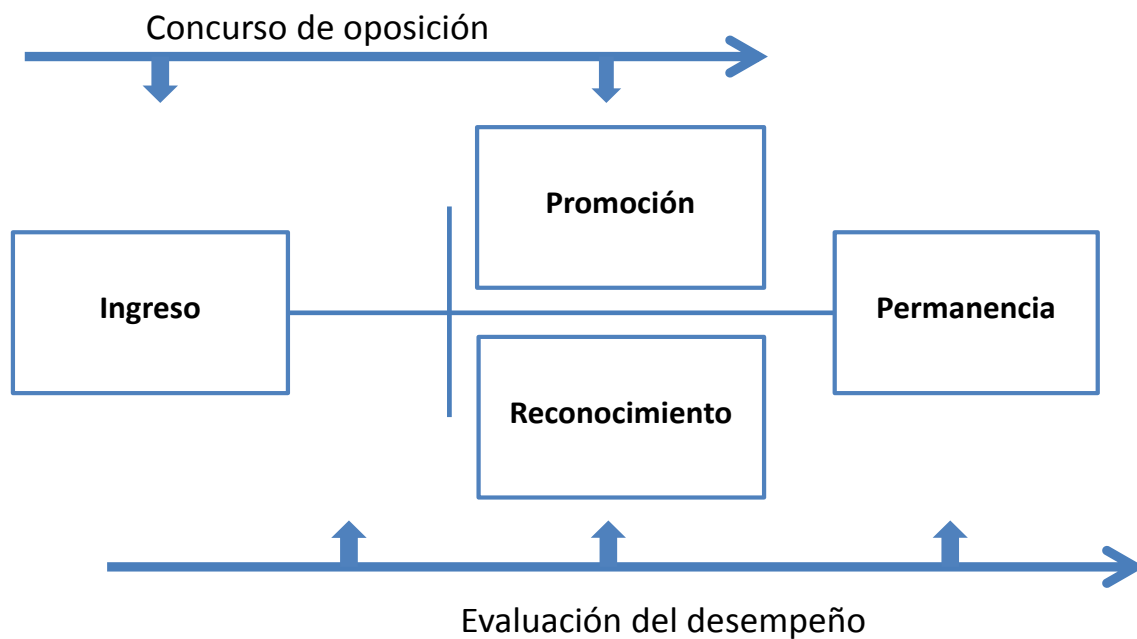 Concurso de oposición
Promoción
Ingreso
Permanencia
Reconocimiento
Evaluación del desempeño